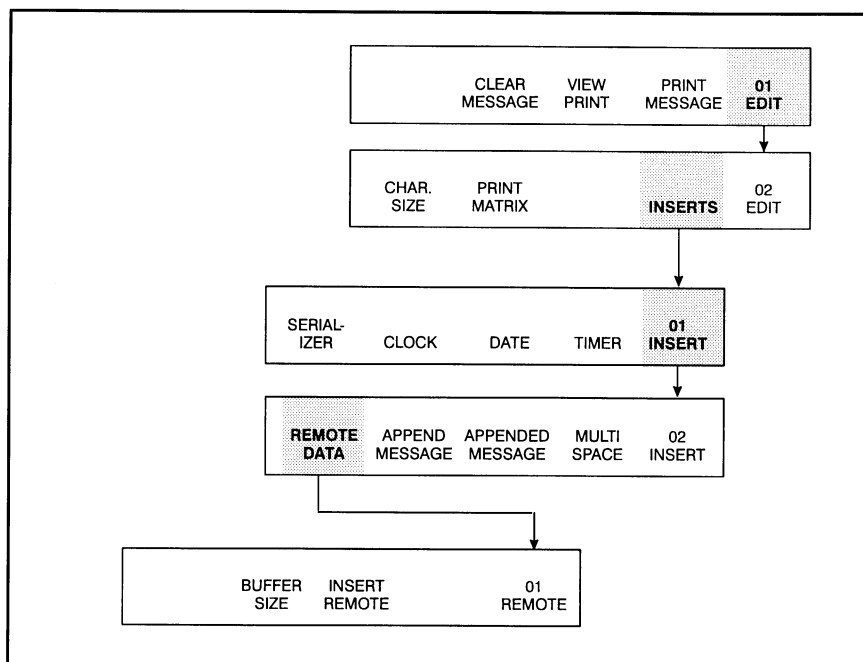 CLEAR MESSAGE
VIEW PRINT
PRINT MESSAGE
01 EDIT
CHAR. SIZE
PRINT MATRIX
INSERTS
02 EDIT
SERIAL-
IZER
CLOCK
DATE
TIMER
01 INSERT
REMOTE DATA
APPEND MESSAGE
APPENDED MESSAGE
MULTI SPACE
02 INSERT
BUFFER SIZE
INSERT REMOTE
01 REMOTE